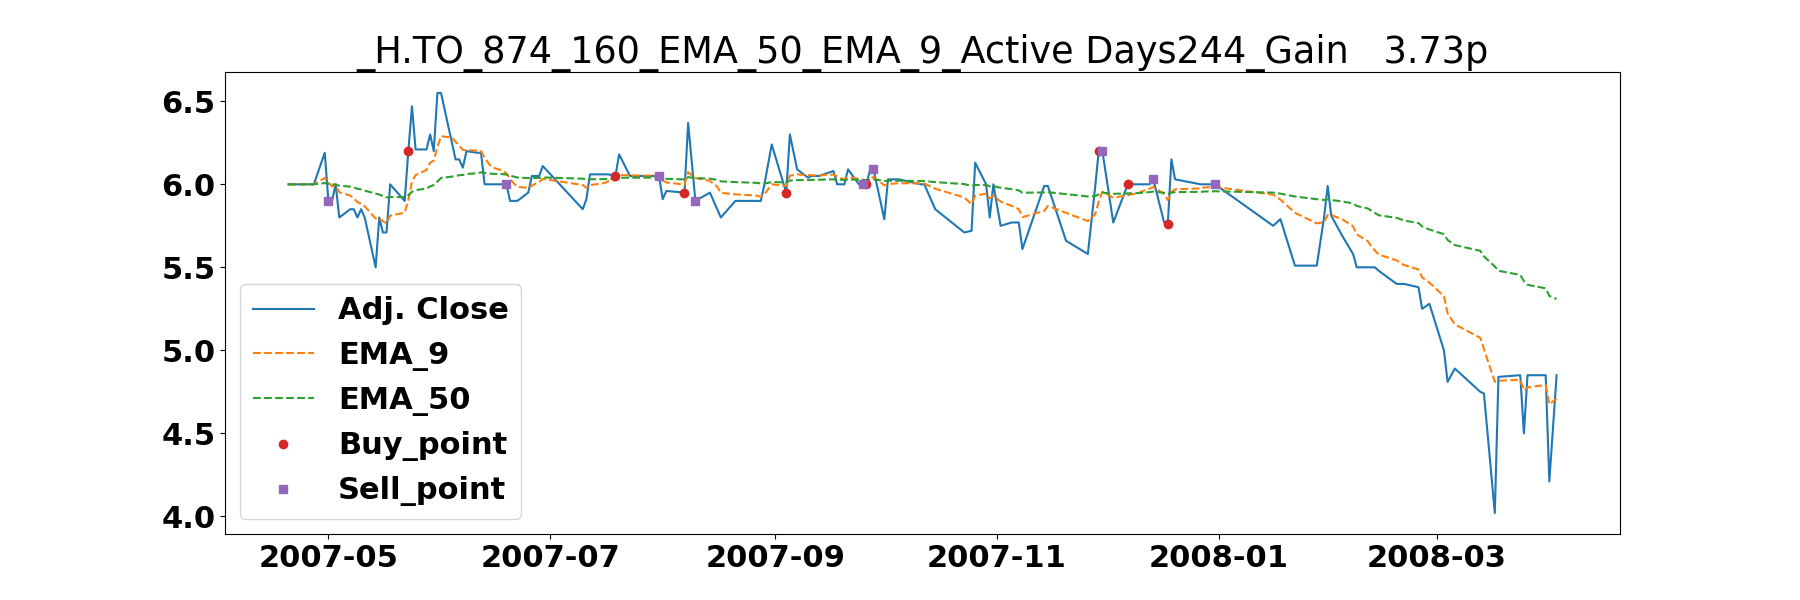 _H.TO_874_160_EMA_50_EMA_9_Active Days244_Gain   3.73p
6.5
6.0
5.5
5.0
4.5
4.0
Adj. Close
EMA_9
EMA_50
Buy_point
Sell_point
2007-05 2007-07 2007-09 2007-11 2008-01 2008-03